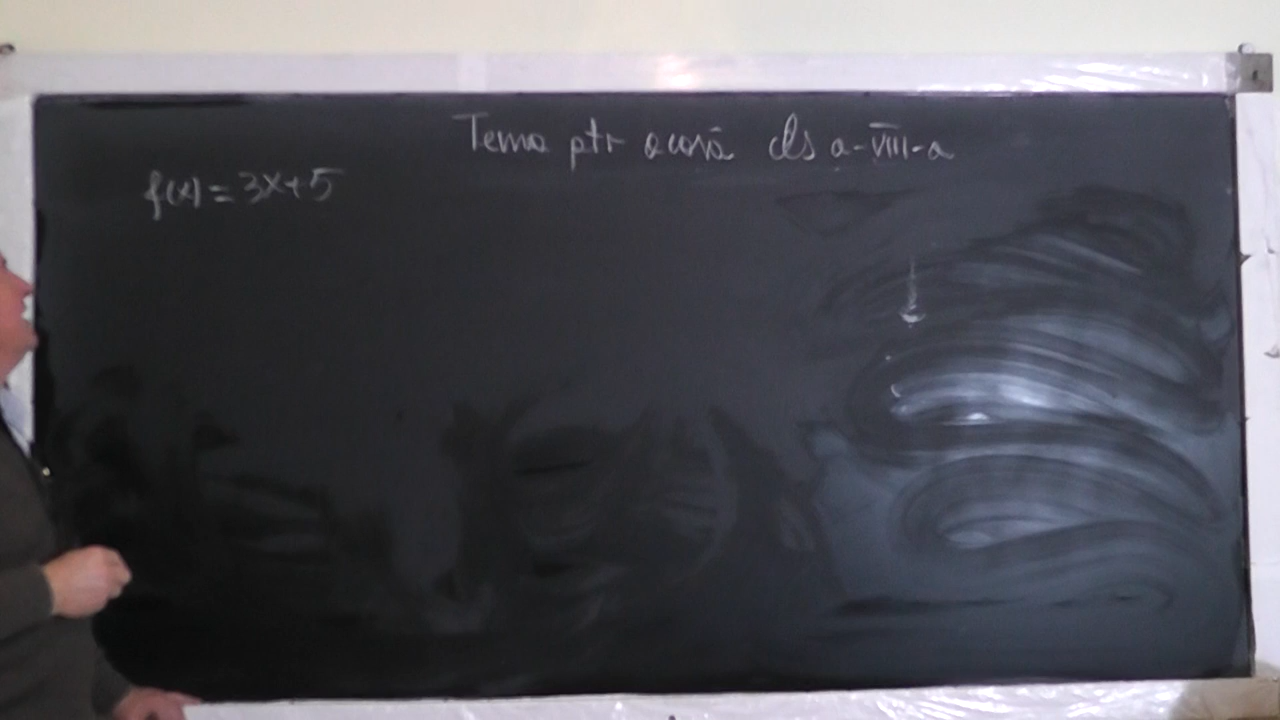 Tema ptr acasă cls a-VIII-a
f(x) = 3x+5